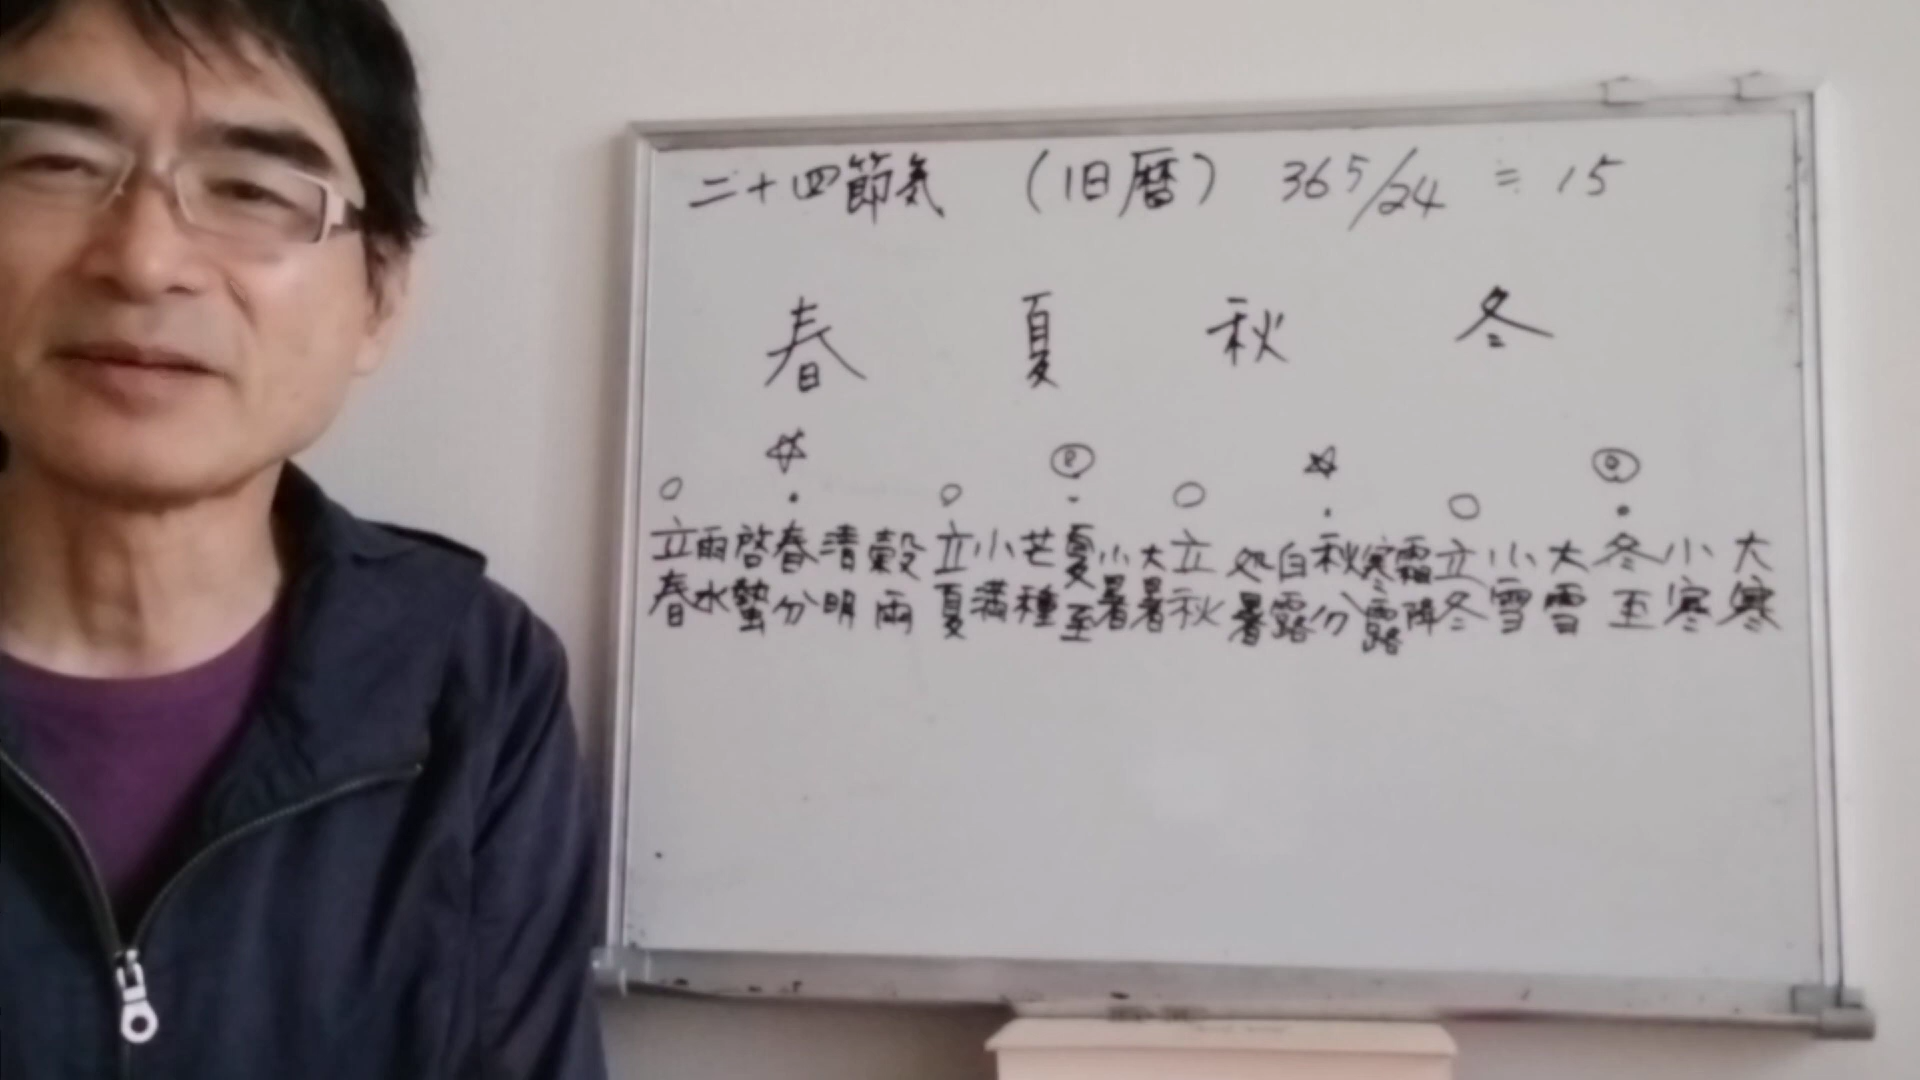 二十四節気 (旧暦) 365/24 = 15
春 夏 秋 冬
立春 雨水 啓蟄 春分 清明 穀雨 立夏 小満 芒種 夏至 小暑 大暑 立秋 処暑 白露 秋分 寒露 霜降 立冬 小雪 大雪 冬至 小寒 大寒